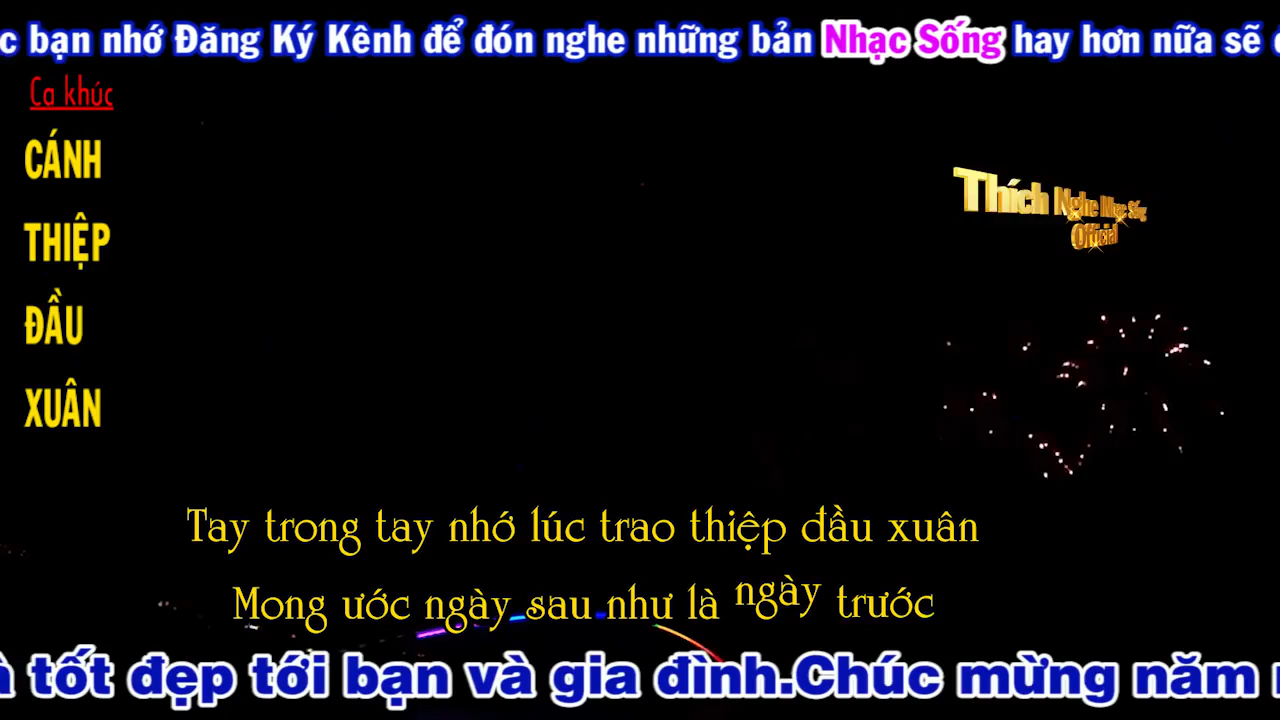 bạn nhớ Đăng Ký Kênh để đón nghe những bản Nhạc Sống hay hơn nữa sẽ
Ca khúc
CÁNH
THIỆP
ĐẦU
XUÂN
Thích Nghe Nhạc Sống
Official
Tay trong tay nhớ lúc trao thiệp đầu xuân
Mong ước ngày sau như là ngày trước
tốt đẹp tới bạn và gia đình.Chúc mừng năm